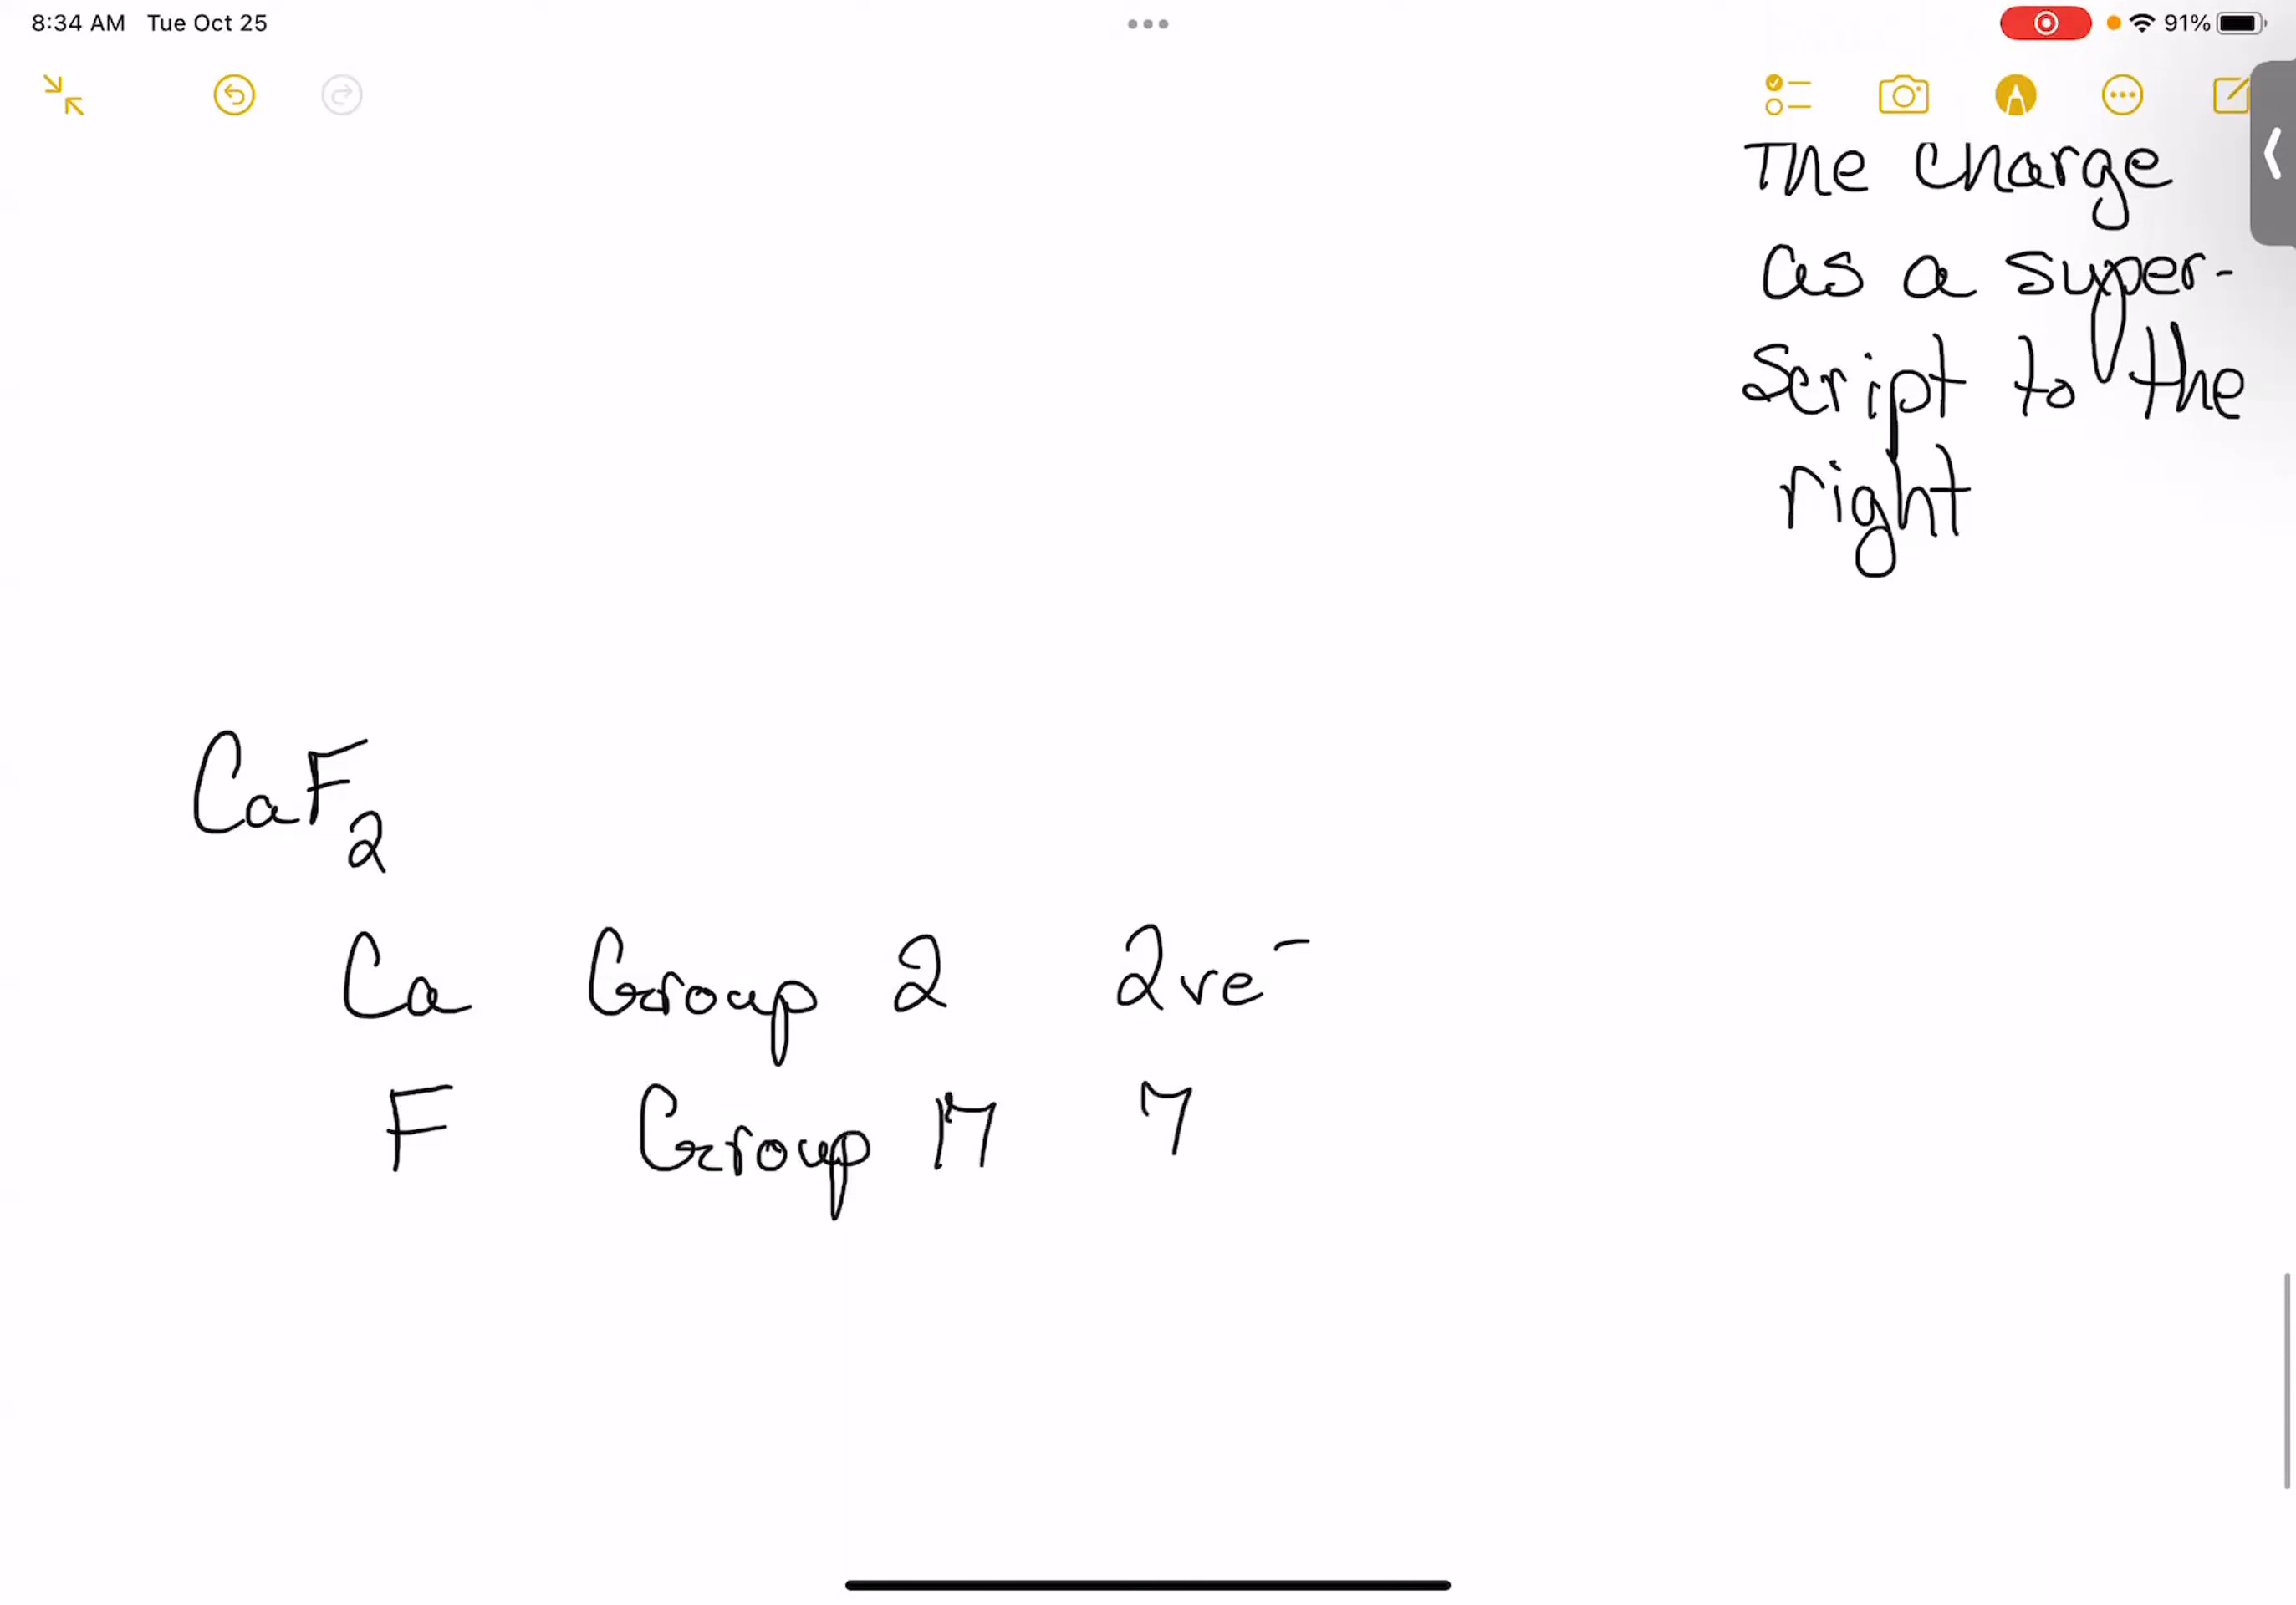 8:34 AM Tue Oct 25
91%
The charge
as a super-
script to the
right
CaF₂
Ca Group 2 2ve⁻
F Group 17 7